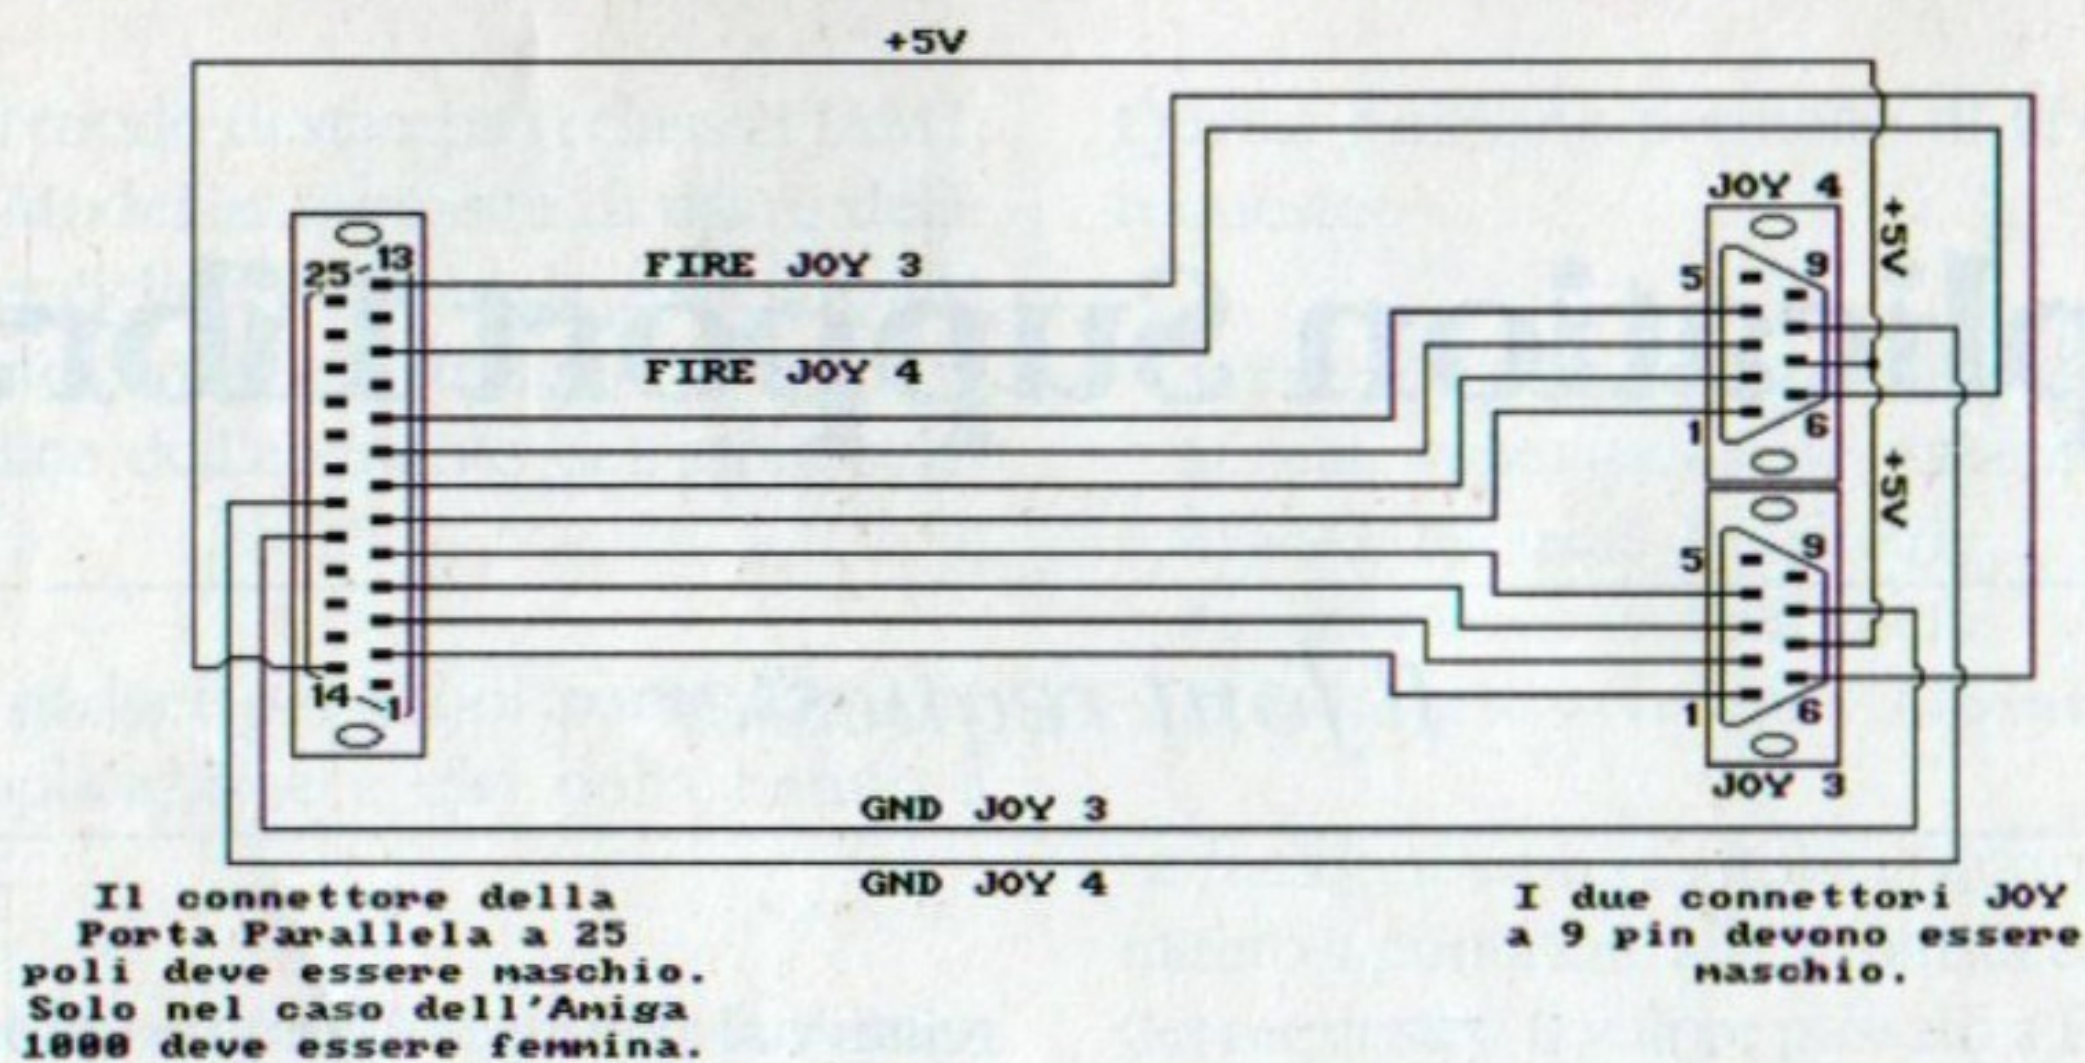 +5V
JOY 4
+5V
13
25
FIRE JOY 3
5
9
FIRE JOY 4
1
6
+5V
5
9
14
1
1
6
JOY 3
GND JOY 3
GND JOY 4
Il connettore della
Porta Parallela a 25
poli deve essere maschio.
Solo nel caso dell'Amiga
1000 deve essere femmina.
I due connettori JOY
a 9 pin devono essere
maschio.